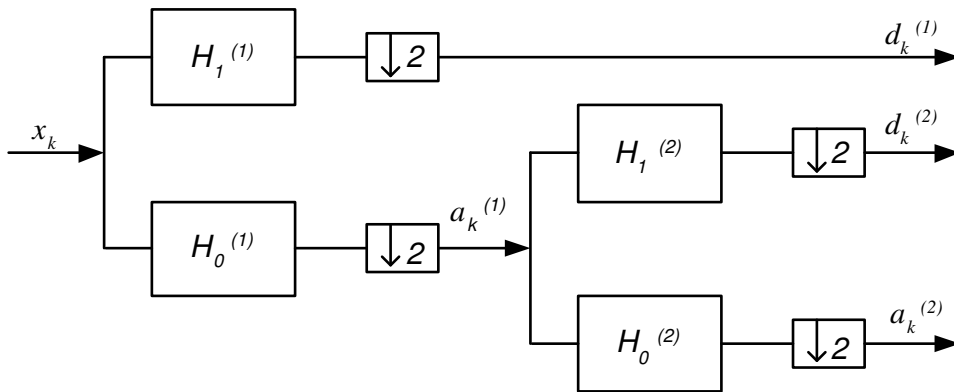 H₁⁽¹⁾ ↓2 dₖ⁽¹⁾
xₖ
H₁⁽²⁾ ↓2 dₖ⁽²⁾
H₀⁽¹⁾ ↓2 aₖ⁽¹⁾
H₀⁽²⁾ ↓2 aₖ⁽²⁾